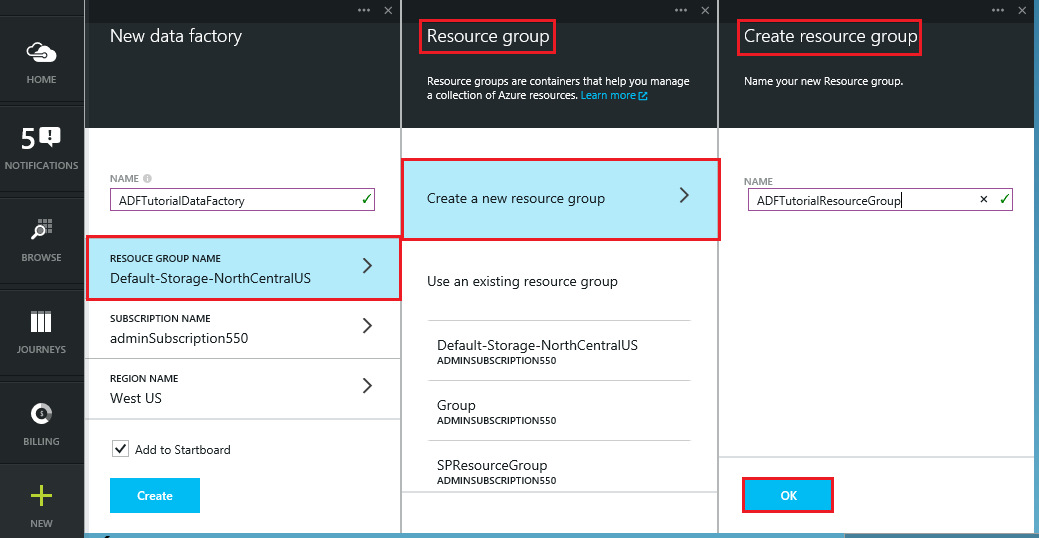 HOME
5
NOTIFICATIONS
BROWSE
JOURNEYS
BILLING
NEW
New data factory
NAME
ADFTutorialDataFactory
RESOUCE GROUP NAME
Default-Storage-NorthCentralUS
SUBSCRIPTION NAME
adminSubscription550
REGION NAME
West US
Add to Startboard
Create
Resource group
Resource groups are containers that help you manage
a collection of Azure resources. Learn more
Create a new resource group
Use an existing resource group
Default-Storage-NorthCentralUS
ADMINSUBSCRIPTION550
Group
ADMINSUBSCRIPTION550
SPResourceGroup
ADMINSUBSCRIPTION550
Create resource group
Name your new Resource group.
NAME
ADFTutorialResourceGroup
OK